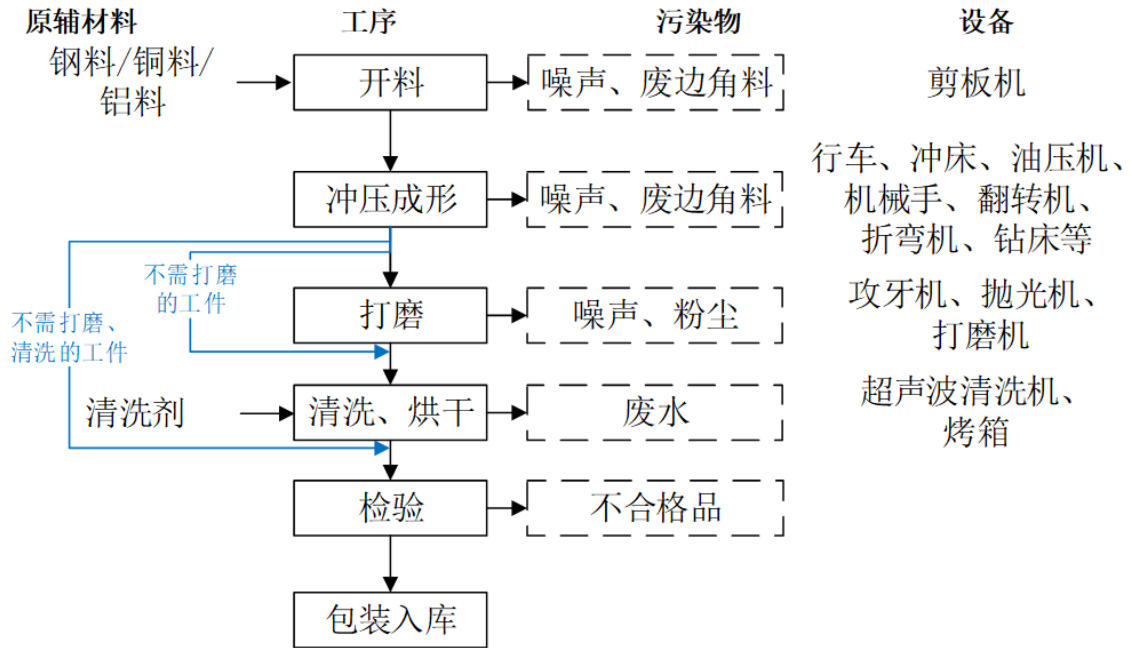 原辅材料 工序 污染物 设备
钢料/铜料/
铝料
开料
噪声、废边角料
剪板机
冲压成形
噪声、废边角料
行车、冲床、油压机、
机械手、翻转机、
折弯机、钻床等
不需打磨
的工件
不需打磨、
清洗的工件
打磨
噪声、粉尘
攻牙机、抛光机、
打磨机
清洗剂
清洗、烘干
废水
超声波清洗机、
烤箱
检验
不合格品
包装入库